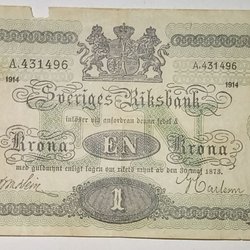 A.431496 A.431496
1914 1914
Sveriges Riksbank
inlöser vid anfordran denna sedel å
Krona EN Krona
med guldmynt enligt lagen om rikets mynt av den 30 maj 1873.
1